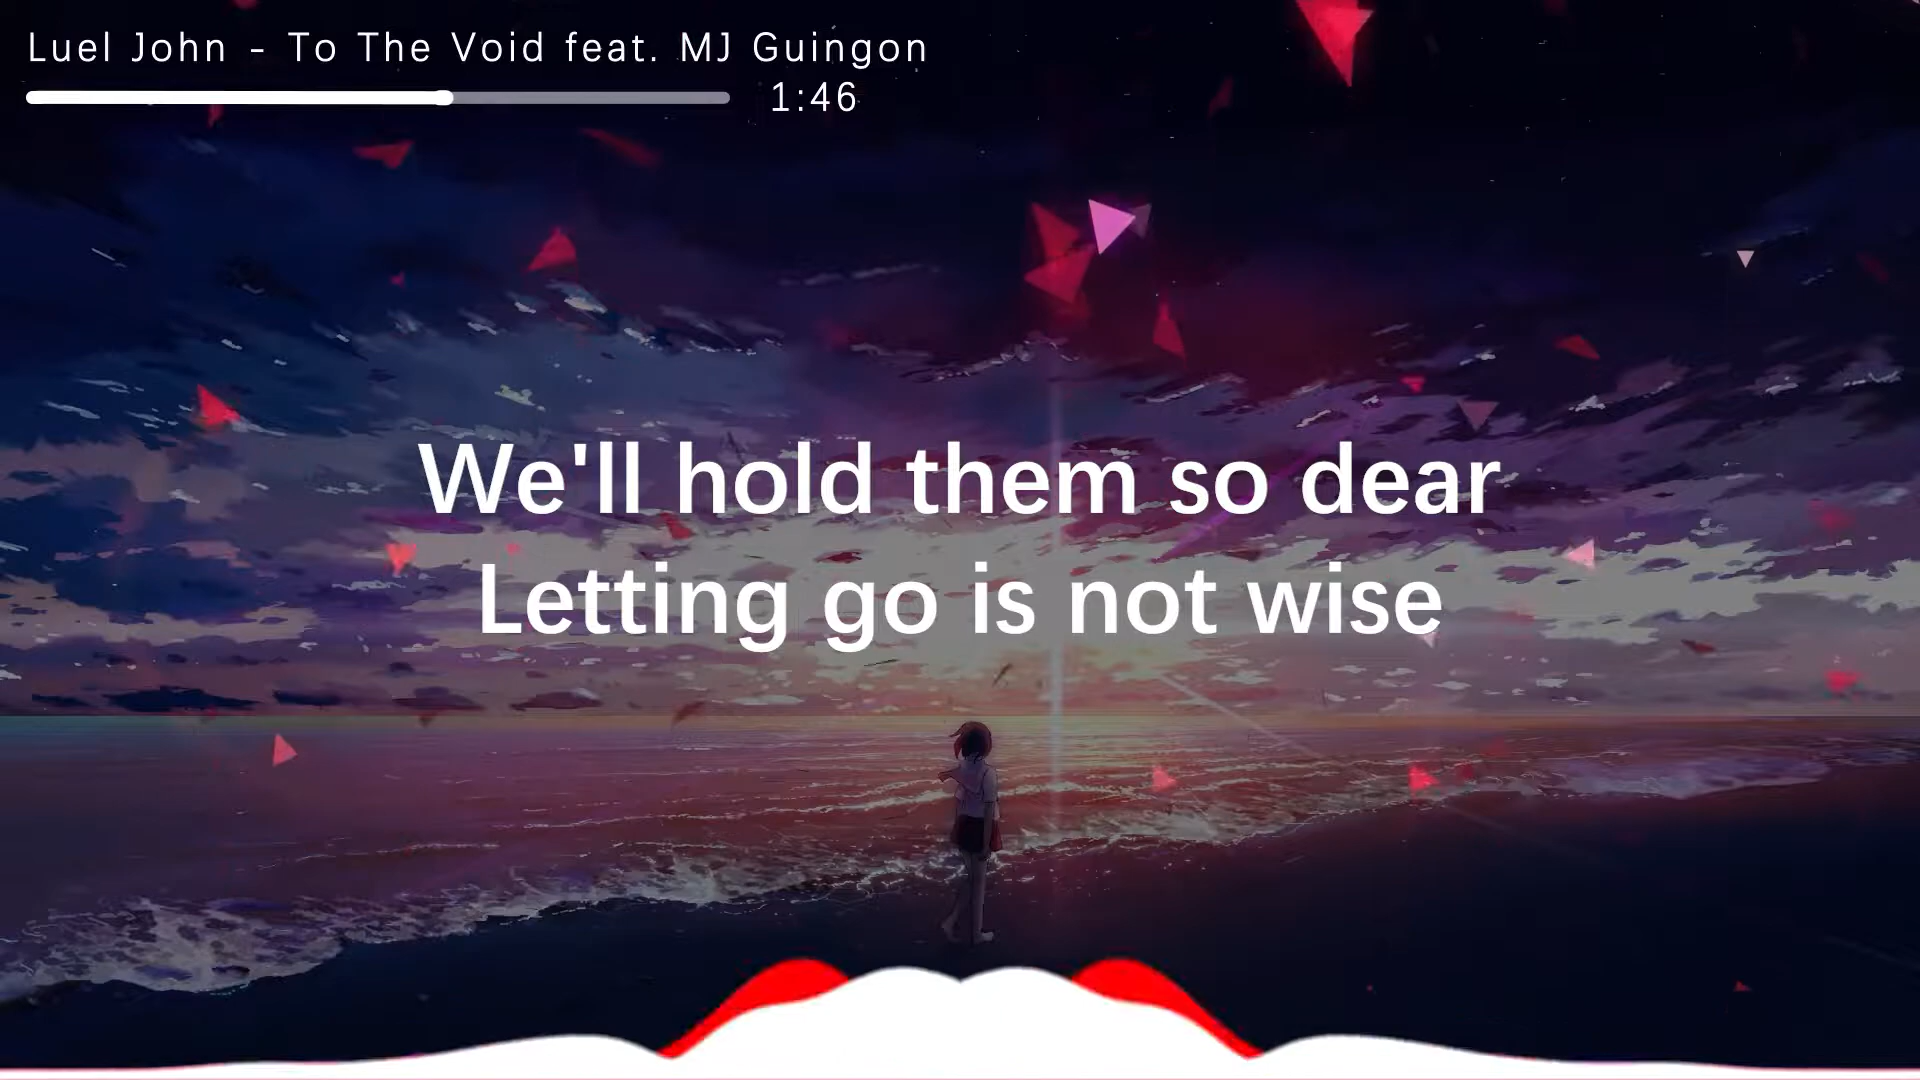 Luel John - To The Void feat. MJ Guingon
1:46
We'll hold them so dear
Letting go is not wise